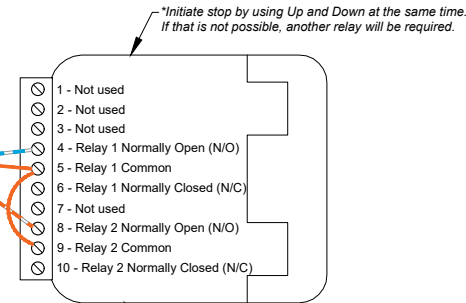 *Initiate stop by using Up and Down at the same time.
If that is not possible, another relay will be required.
1 - Not used
2 - Not used
3 - Not used
4 - Relay 1 Normally Open (N/O)
5 - Relay 1 Common
6 - Relay 1 Normally Closed (N/C)
7 - Not used
8 - Relay 2 Normally Open (N/O)
9 - Relay 2 Common
10 - Relay 2 Normally Closed (N/C)